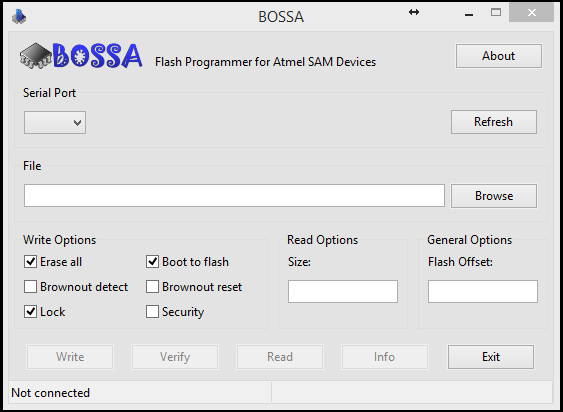 BOSSA
BOSSA Flash Programmer for Atmel SAM Devices About
Serial Port
Refresh
File
Browse
Write Options Read Options General Options
Erase all Boot to flash Size: Flash Offset:
Brownout detect Brownout reset
Lock Security
Write Verify Read Info Exit
Not connected